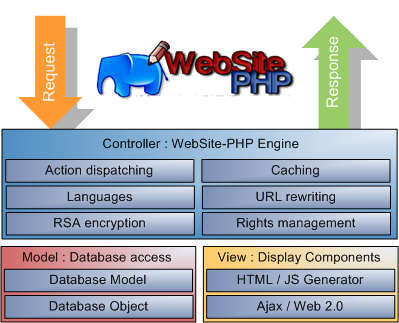 Request
WebSite
PHP
Response
Controller : WebSite-PHP Engine
Action dispatching
Caching
Languages
URL rewriting
RSA encryption
Rights management
Model : Database access
View : Display Components
Database Model
HTML / JS Generator
Database Object
Ajax / Web 2.0